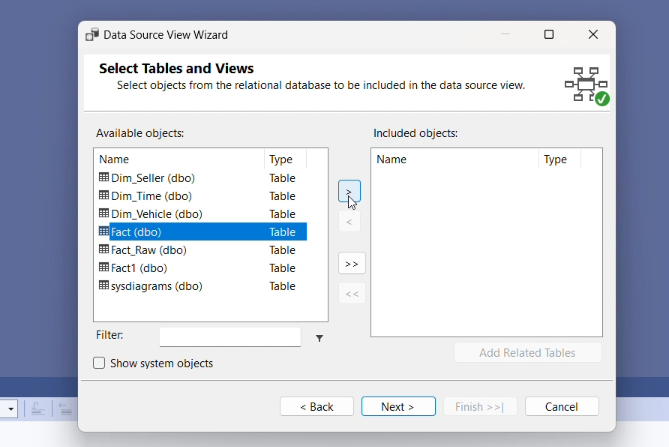 Data Source View Wizard
Select Tables and Views
Select objects from the relational database to be included in the data source view.
Available objects:
Included objects:
Name Type
Dim_Seller (dbo) Table
Dim_Time (dbo) Table
Dim_Vehicle (dbo) Table
Fact (dbo) Table
Fact_Raw (dbo) Table
Fact1 (dbo) Table
sysdiagrams (dbo) Table
>
<
>>
<<
Name Type
Filter:
Add Related Tables
Show system objects
< Back
Next >
Finish >>|
Cancel